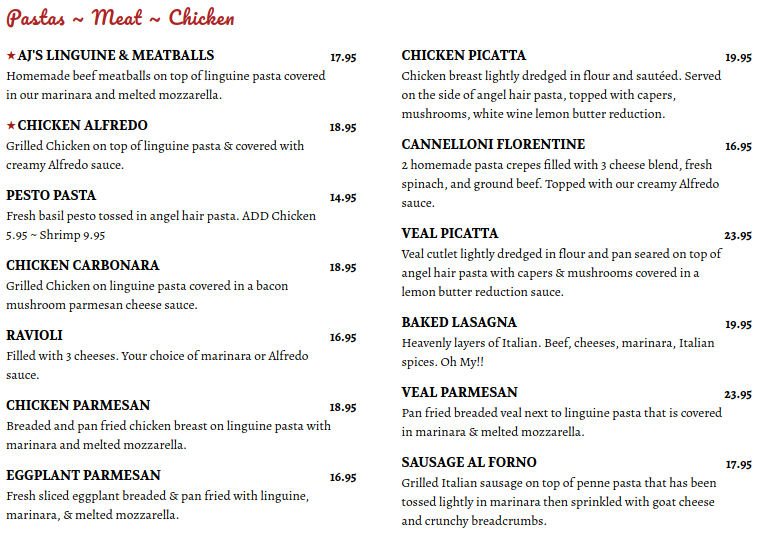 Pastas ~ Meat ~ Chicken
★AJ'S LINGUINE & MEATBALLS 17.95
Homemade beef meatballs on top of linguine pasta covered
in our marinara and melted mozzarella.
★CHICKEN ALFREDO 18.95
Grilled Chicken on top of linguine pasta & covered with
creamy Alfredo sauce.
PESTO PASTA 14.95
Fresh basil pesto tossed in angel hair pasta. ADD Chicken
5.95 ~ Shrimp 9.95
CHICKEN CARBONARA 18.95
Grilled Chicken on linguine pasta covered in a bacon
mushroom parmesan cheese sauce.
RAVIOLI 16.95
Filled with 3 cheeses. Your choice of marinara or Alfredo
sauce.
CHICKEN PARMESAN 18.95
Breaded and pan fried chicken breast on linguine pasta with
marinara and melted mozzarella.
EGGPLANT PARMESAN 16.95
Fresh sliced eggplant breaded & pan fried with linguine,
marinara, & melted mozzarella.
CHICKEN PICATTA 19.95
Chicken breast lightly dredged in flour and sautéed. Served
on the side of angel hair pasta, topped with capers,
mushrooms, white wine lemon butter reduction.
CANNELLONI FLORENTINE 16.95
2 homemade pasta crepes filled with 3 cheese blend, fresh
spinach, and ground beef. Topped with our creamy Alfredo
sauce.
VEAL PICATTA 23.95
Veal cutlet lightly dredged in flour and pan seared on top of
angel hair pasta with capers & mushrooms covered in a
lemon butter reduction sauce.
BAKED LASAGNA 19.95
Heavenly layers of Italian. Beef, cheeses, marinara, Italian
spices. Oh My!!
VEAL PARMESAN 23.95
Pan fried breaded veal next to linguine pasta that is covered
in marinara & melted mozzarella.
SAUSAGE AL FORNO 17.95
Grilled Italian sausage on top of penne pasta that has been
tossed lightly in marinara then sprinkled with goat cheese
and crunchy breadcrumbs.